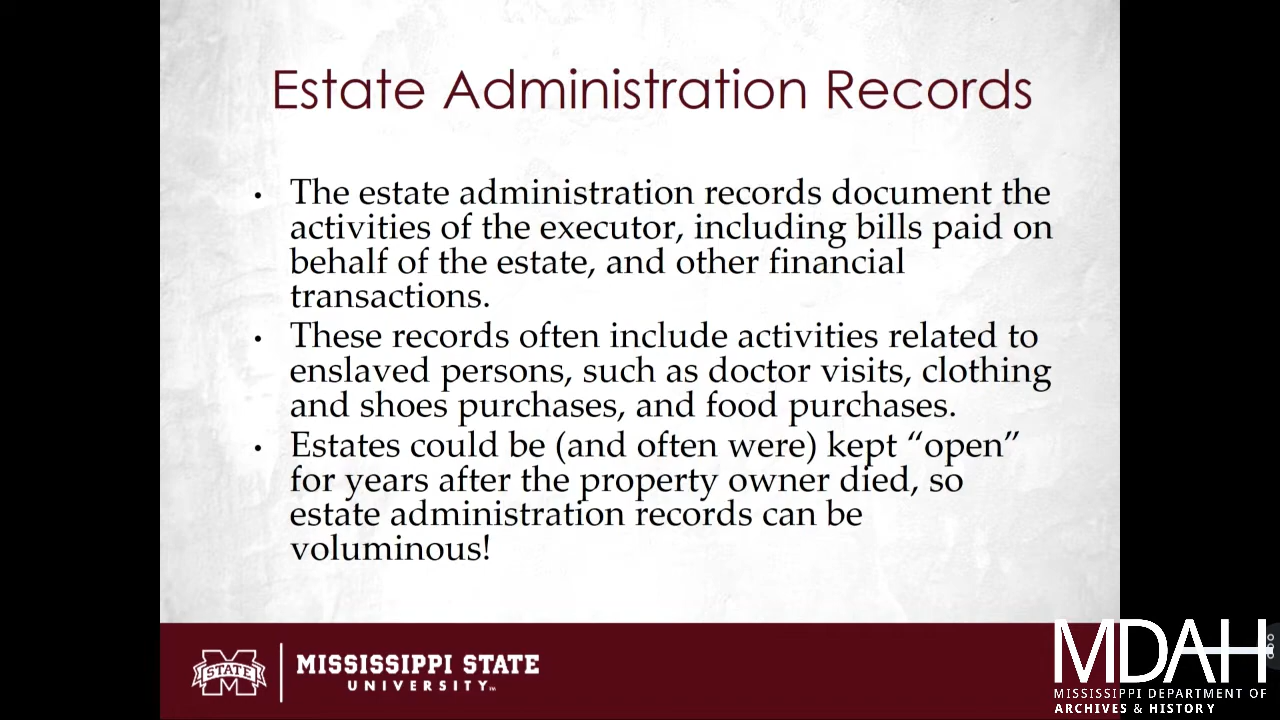 Estate Administration Records
• The estate administration records document the
activities of the executor, including bills paid on
behalf of the estate, and other financial
transactions.
• These records often include activities related to
enslaved persons, such as doctor visits, clothing
and shoes purchases, and food purchases.
• Estates could be (and often were) kept “open”
for years after the property owner died, so
estate administration records can be
voluminous!
STATE
MISSISSIPPI STATE
UNIVERSITY™
MDAH
MISSISSIPPI DEPARTMENT OF
ARCHIVES & HISTORY